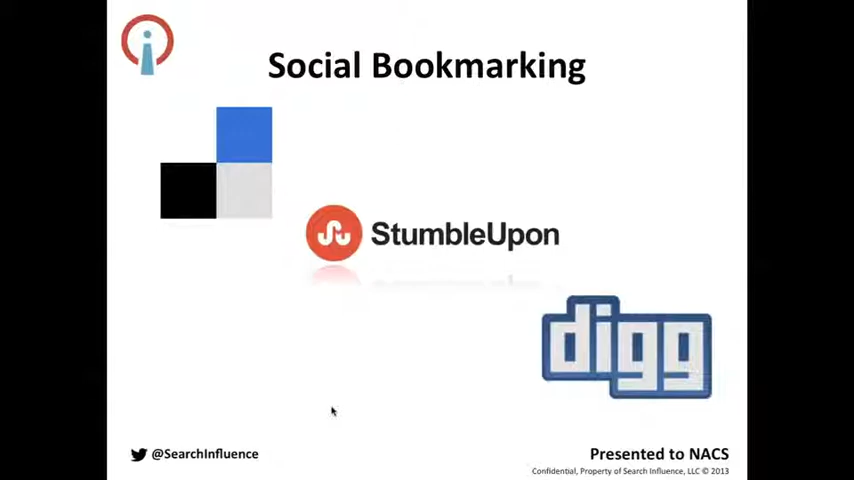 Social Bookmarking
StumbleUpon
digg
@SearchInfluence
Presented to NACS
Confidential, Property of Search Influence, LLC © 2013